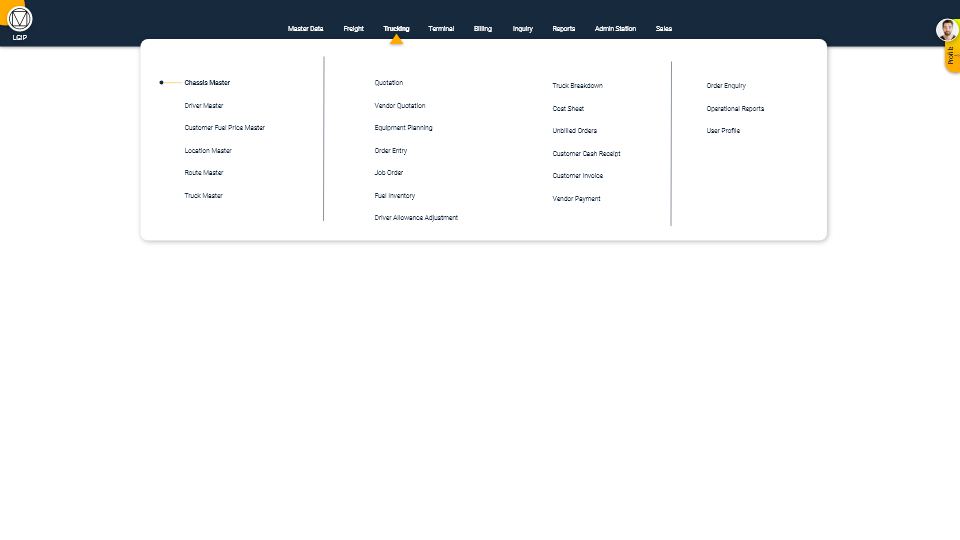 LGIP
Master Data
Freight
Trucking
Terminal
Billing
Inquiry
Reports
Admin Station
Sales
Profile
Chassis Master
Driver Master
Customer Fuel Price Master
Location Master
Route Master
Truck Master
Quotation
Vendor Quotation
Equipment Planning
Order Entry
Job Order
Fuel Inventory
Driver Allowance Adjustment
Truck Breakdown
Cost Sheet
Unbilled Orders
Customer Cash Receipt
Customer Invoice
Vendor Payment
Order Enquiry
Operational Reports
User Profile